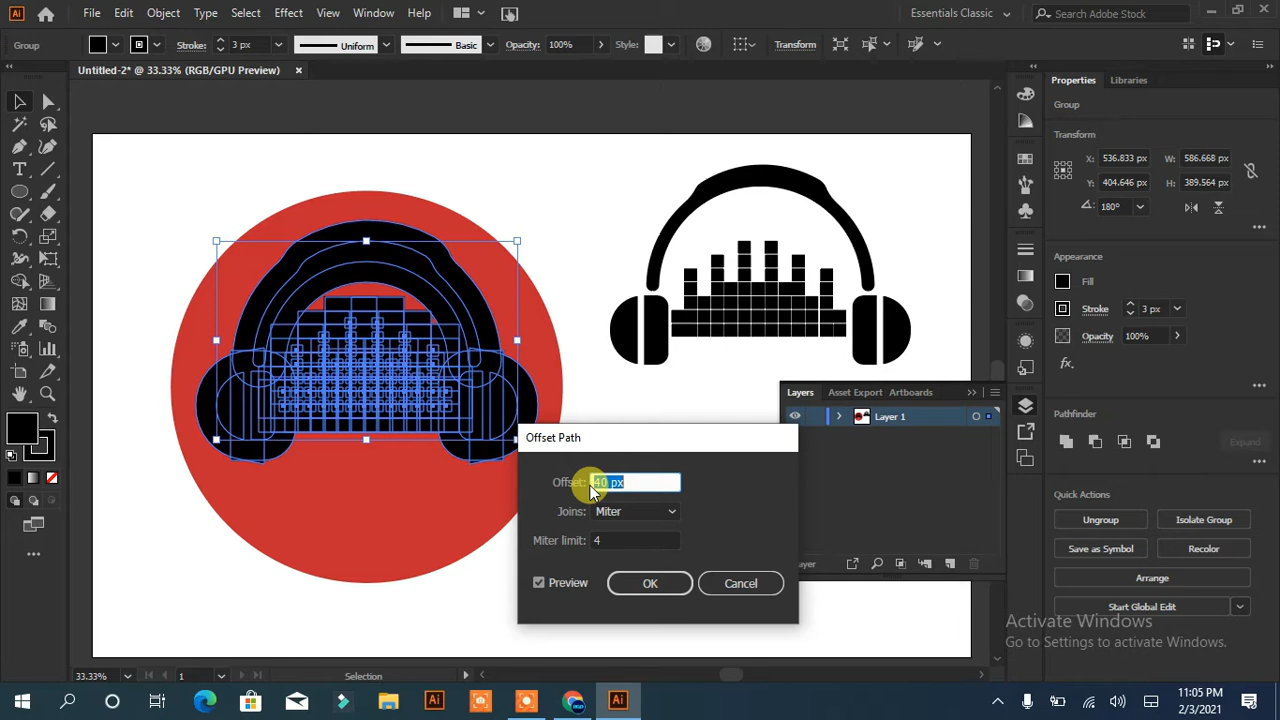 Ai File Edit Object Type Select Effect View Window Help Essentials Classic Search Adobe Stock
Group Stroke: 3 px Uniform Basic Opacity: 100% Style: Transform
Untitled-2* @ 33.33% (RGB/GPU Preview)
Properties Libraries
Group
Transform
X: 536.833 px W: 586.668 px
Y: 404.646 px H: 389.564 px
180°
Appearance
Fill
Stroke 3 px
Opacity 100%
fx.
Layers Asset Export Artboards
Layer 1
Pathfinder
Expand
Offset Path
Offset: 40 px
Joins: Miter
Miter limit: 4
Preview OK Cancel
ayer
Quick Actions
Ungroup Isolate Group
Save as Symbol Recolor
Arrange
Start Global Edit
Activate Windows
Go to Settings to activate Windows.
33.33% 1 Selection
Ai Ai
11:05 PM
2/3/2021